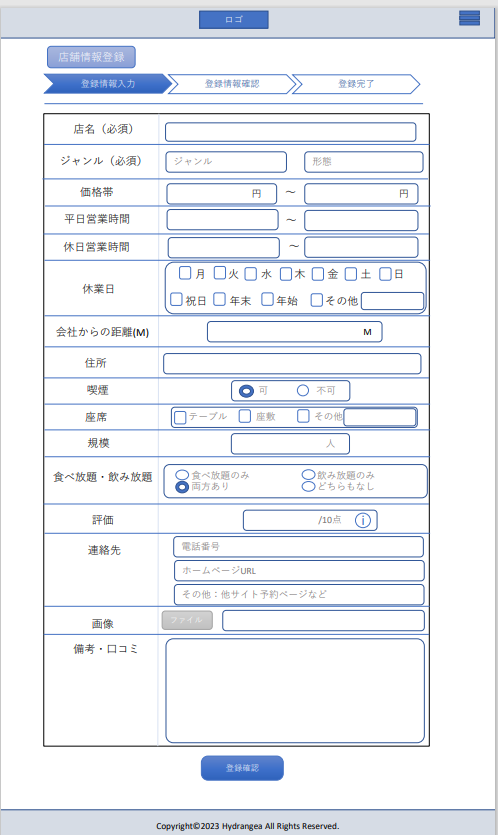 ロゴ
店舗情報登録
登録情報入力 登録情報確認 登録完了
店名（必須）
ジャンル（必須） ジャンル 形態
価格帯 円 ～ 円
平日営業時間 ～
休日営業時間 ～
月 火 水 木 金 土 日
休業日
祝日 年末 年始 その他
会社からの距離(M) M
住所
喫煙 可 不可
座席 テーブル 座敷 その他
規模 人
食べ放題・飲み放題 食べ放題のみ 飲み放題のみ
両方あり どちらもなし
評価 /10点 i
連絡先 電話番号
ホームページURL
その他：他サイト予約ページなど
画像 ファイル
備考・口コミ
登録確認
Copyright©2023 Hydrangea All Rights Reserved.